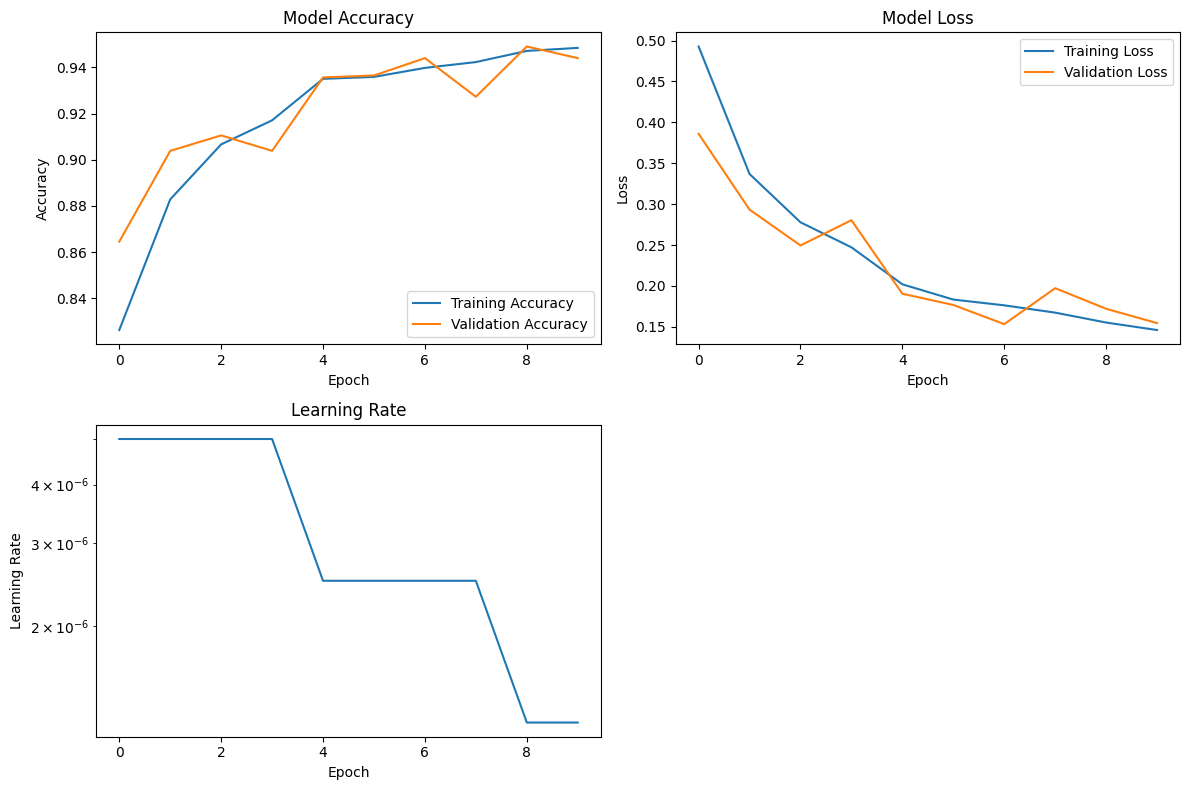 Model Accuracy
0.94
0.92
0.90
0.88
0.86
0.84
Accuracy
Training Accuracy
Validation Accuracy
0 2 4 6 8
Epoch
Model Loss
0.50
0.45
0.40
0.35
0.30
0.25
0.20
0.15
Loss
Training Loss
Validation Loss
0 2 4 6 8
Epoch
Learning Rate
4 × 10⁻⁶
3 × 10⁻⁶
2 × 10⁻⁶
Learning Rate
0 2 4 6 8
Epoch